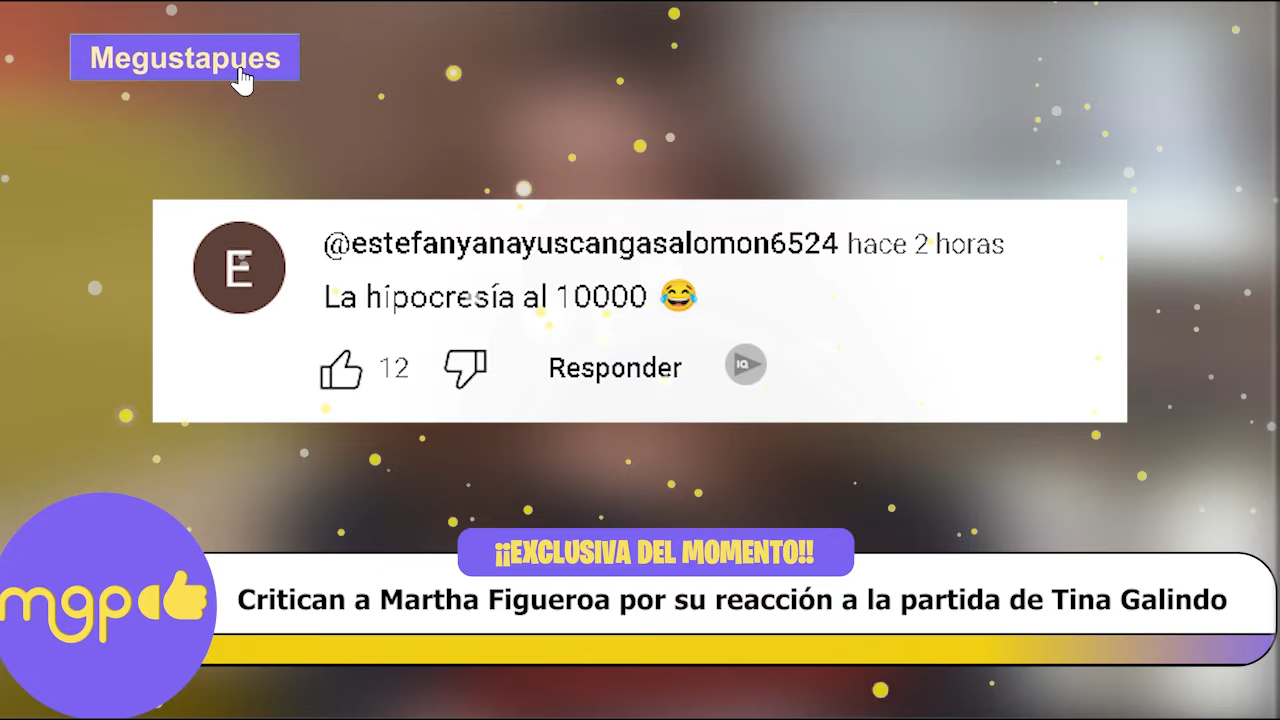 Megustapues
E
@estefanyanayuscangasalomon6524 hace 2 horas
La hipocresía al 10000 😂
12
Responder
IQ
¡¡EXCLUSIVA DEL MOMENTO!!
mgp
Critican a Martha Figueroa por su reacción a la partida de Tina Galindo